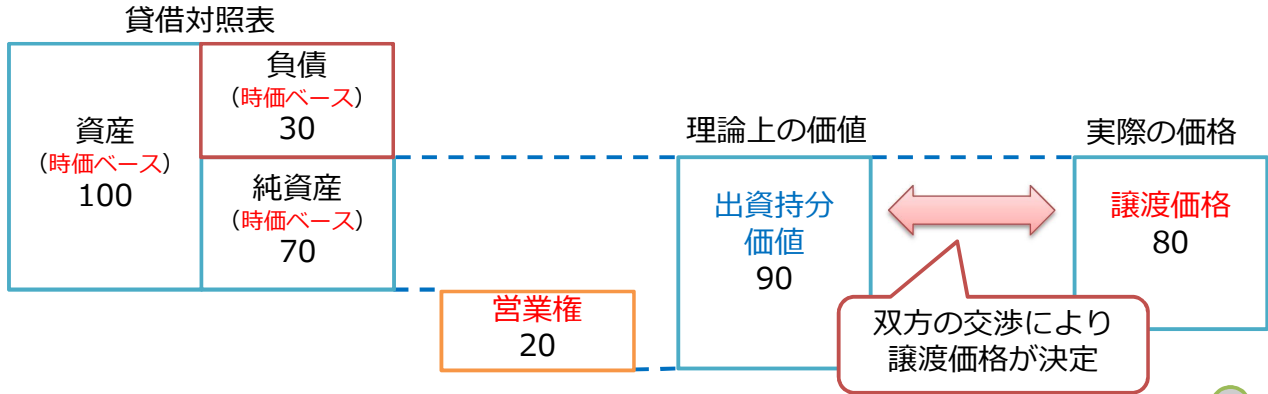 貸借対照表
資産
（時価ベース）
100
負債
（時価ベース）
30
純資産
（時価ベース）
70
営業権
20
理論上の価値
出資持分
価値
90
実際の価格
譲渡価格
80
双方の交渉により
譲渡価格が決定